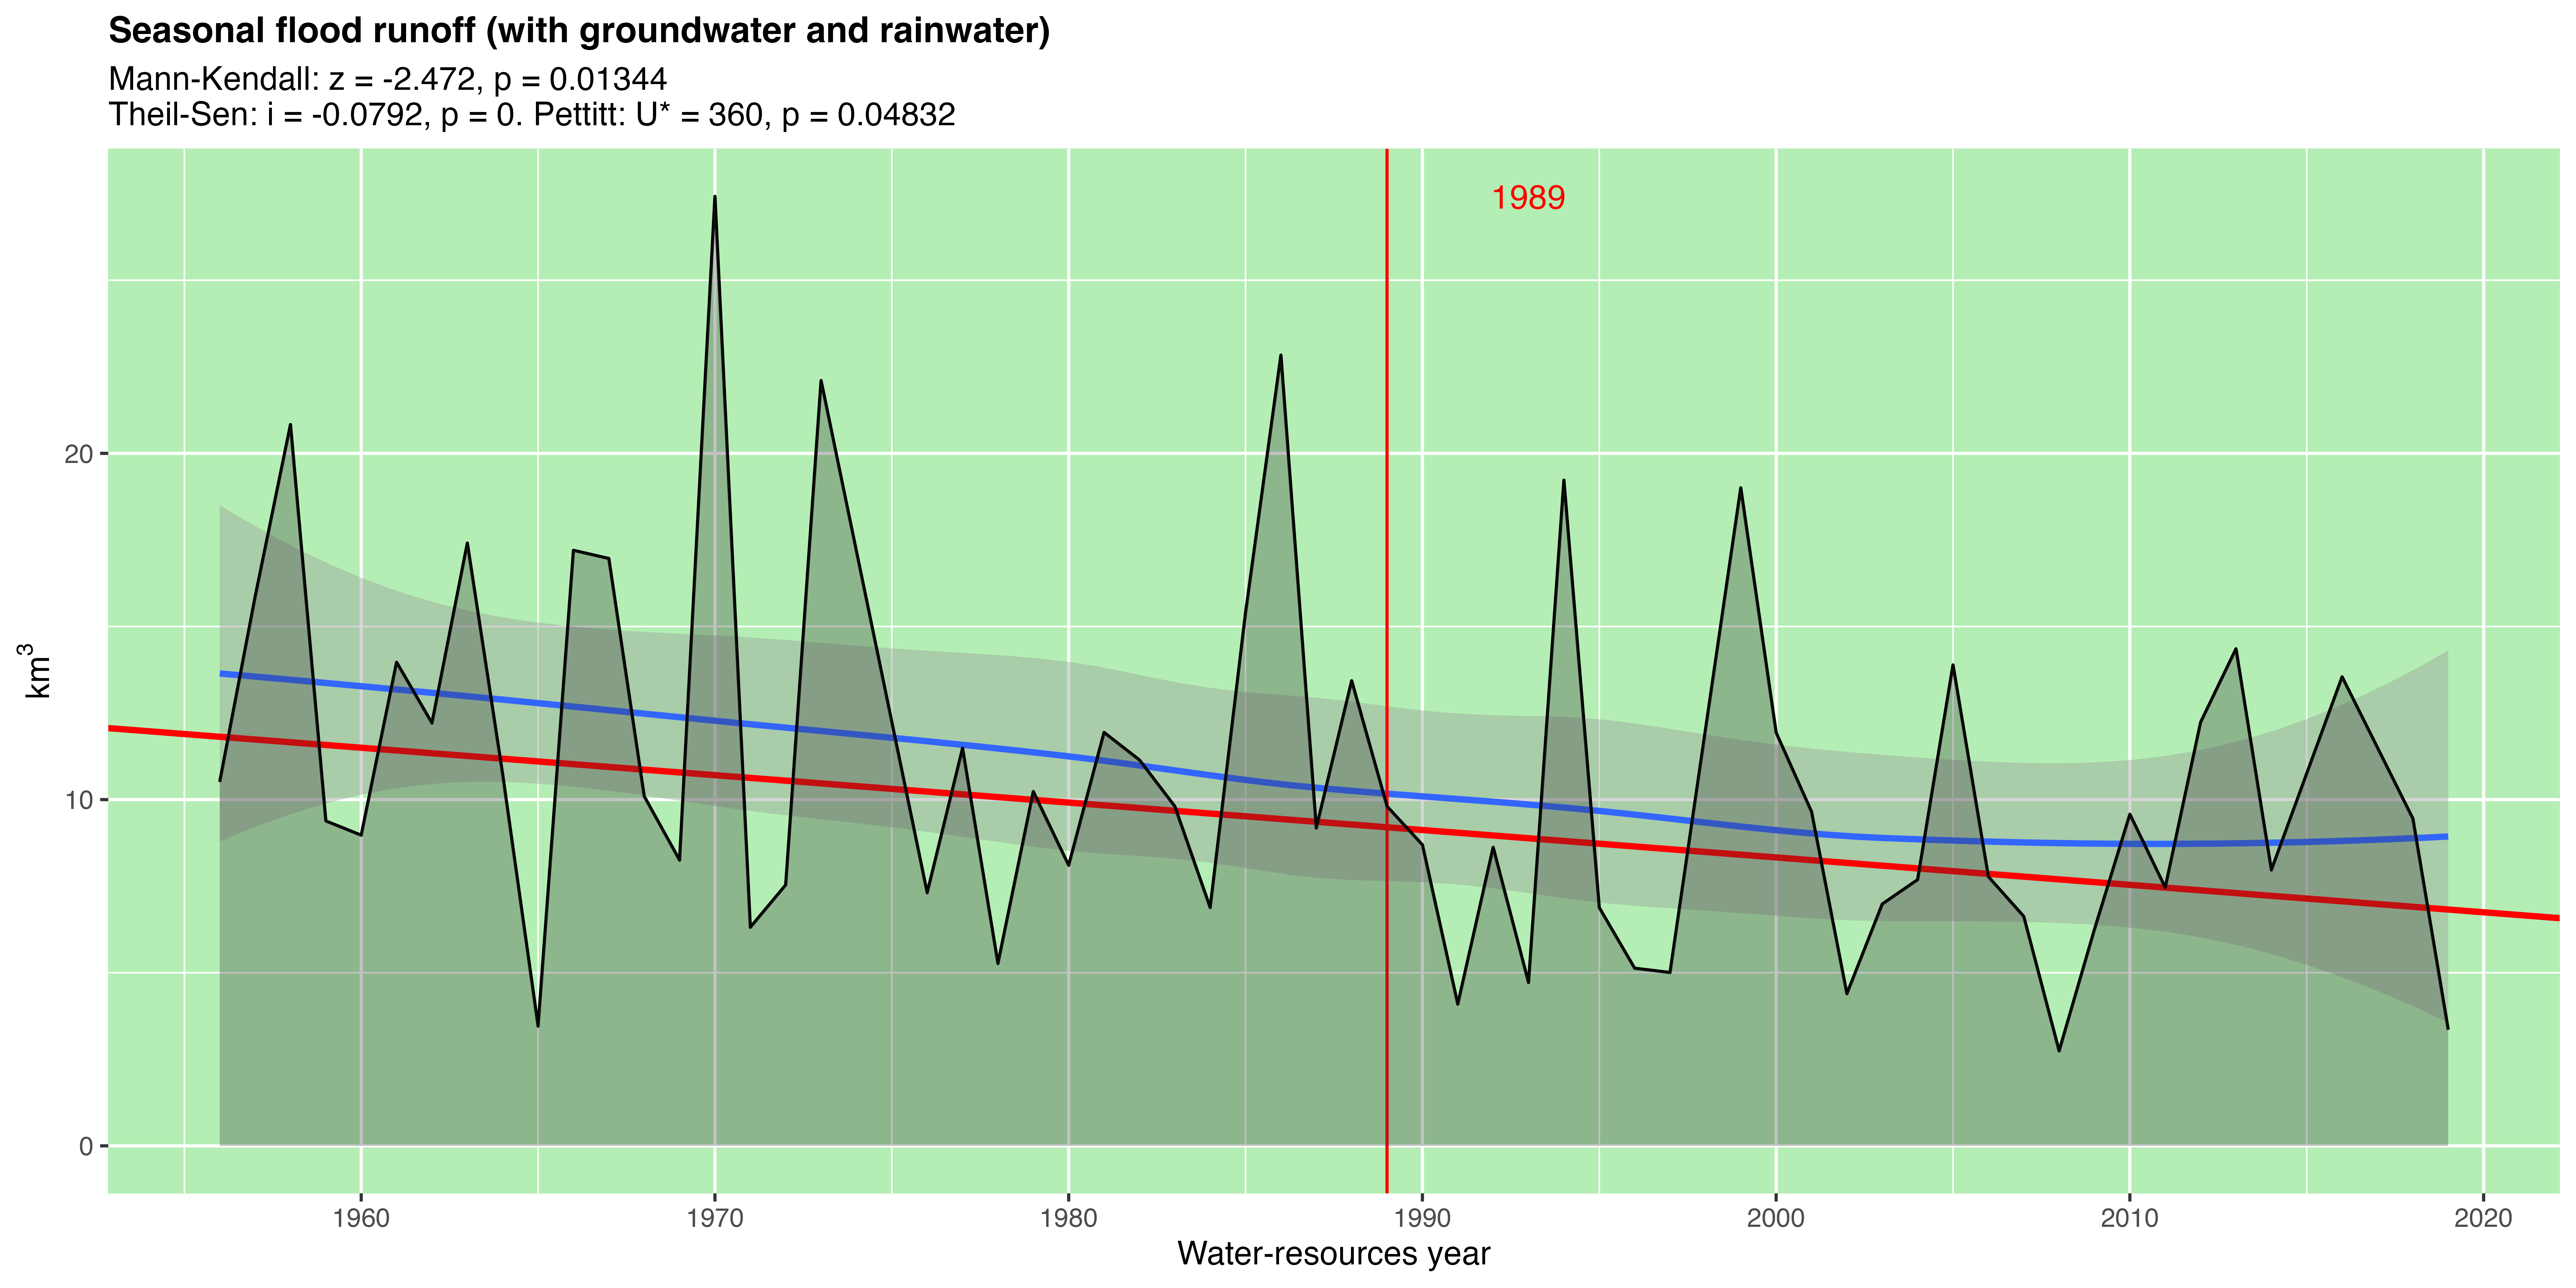 Seasonal flood runoff (with groundwater and rainwater)
Mann-Kendall: z = -2.472, p = 0.01344
Theil-Sen: i = -0.0792, p = 0. Pettitt: U* = 360, p = 0.04832
1989
20
10
0
km³
1960 1970 1980 1990 2000 2010 2020
Water-resources year